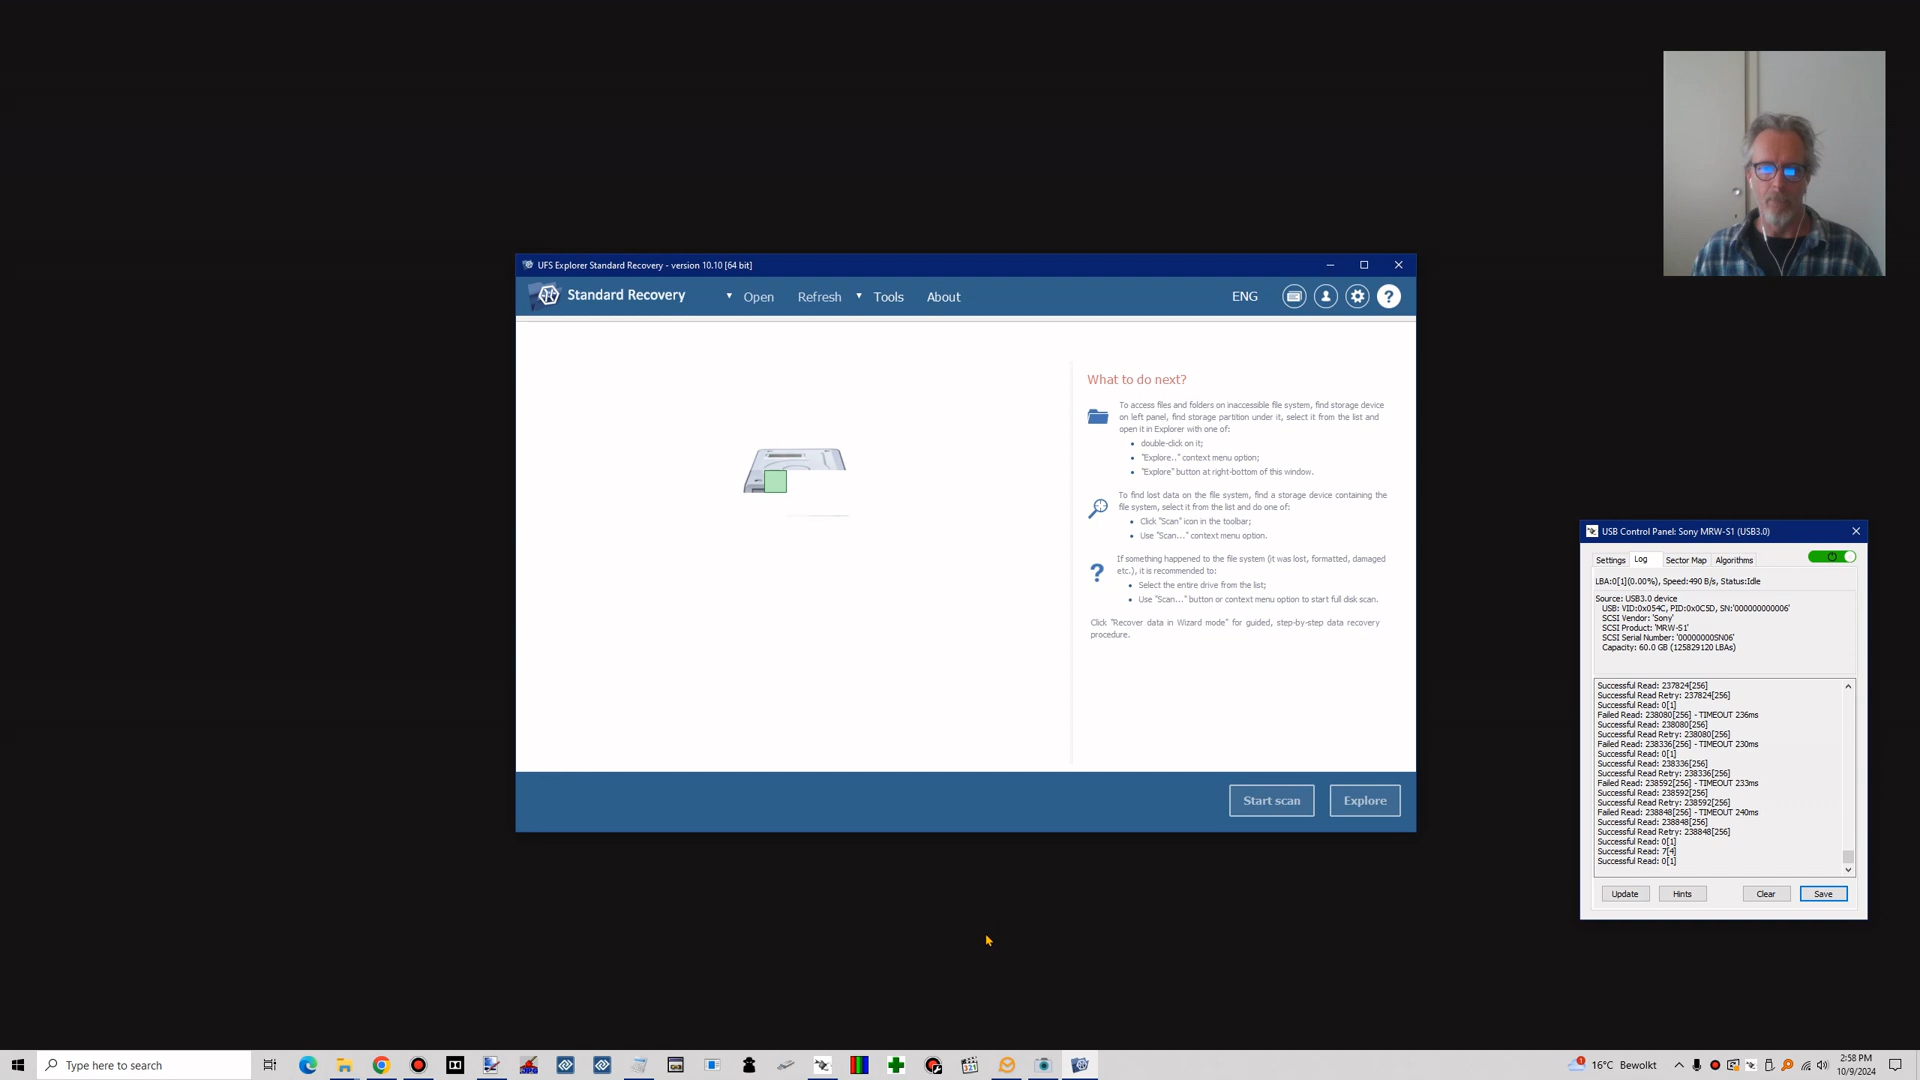 UFS Explorer Standard Recovery - version 10.10 [64 bit]
Standard Recovery
Open
Refresh
Tools
About
ENG
?
What to do next?
To access files and folders on inaccessible file system, find storage device
on left panel, find storage partition under it, select it from the list and
open it in Explorer with one of:
• double-click on it;
• "Explore.." context menu option;
• "Explore" button at right-bottom of this window.
To find lost data on the file system, find a storage device containing the
file system, select it from the list and do one of:
• Click "Scan" icon in the toolbar;
• Use "Scan..." context menu option.
?
If something happened to the file system (it was lost, formatted, damaged
etc.), it is recommended to:
• Select the entire drive from the list;
• Use "Scan..." button or context menu option to start full disk scan.
Click "Recover data in Wizard mode" for guided, step-by-step data recovery
procedure.
Start scan
Explore
USB Control Panel: Sony MRW-S1 (USB3.0)
Settings
Log
Sector Map
Algorithms
LBA:0[1](0.00%), Speed:490 B/s, Status:Idle
Source: USB3.0 device
USB: VID:0x054C, PID:0x0C5D, SN:'000000000006'
SCSI Vendor: 'Sony'
SCSI Product: 'MRW-S1'
SCSI Serial Number: '00000000SN06'
Capacity: 60.0 GB (125829120 LBAs)
Successful Read: 237824[256]
Successful Read Retry: 237824[256]
Successful Read: 0[1]
Failed Read: 238080[256] - TIMEOUT 236ms
Successful Read: 238080[256]
Successful Read Retry: 238080[256]
Failed Read: 238336[256] - TIMEOUT 230ms
Successful Read: 0[1]
Successful Read: 238336[256]
Successful Read Retry: 238336[256]
Failed Read: 238592[256] - TIMEOUT 233ms
Successful Read: 238592[256]
Successful Read Retry: 238592[256]
Failed Read: 238848[256] - TIMEOUT 240ms
Successful Read: 238848[256]
Successful Read Retry: 238848[256]
Successful Read: 0[1]
Successful Read: 7[4]
Successful Read: 0[1]
Update
Hints
Clear
Save
Type here to search
321
1
16°C Bewolkt
2:58 PM
10/9/2024